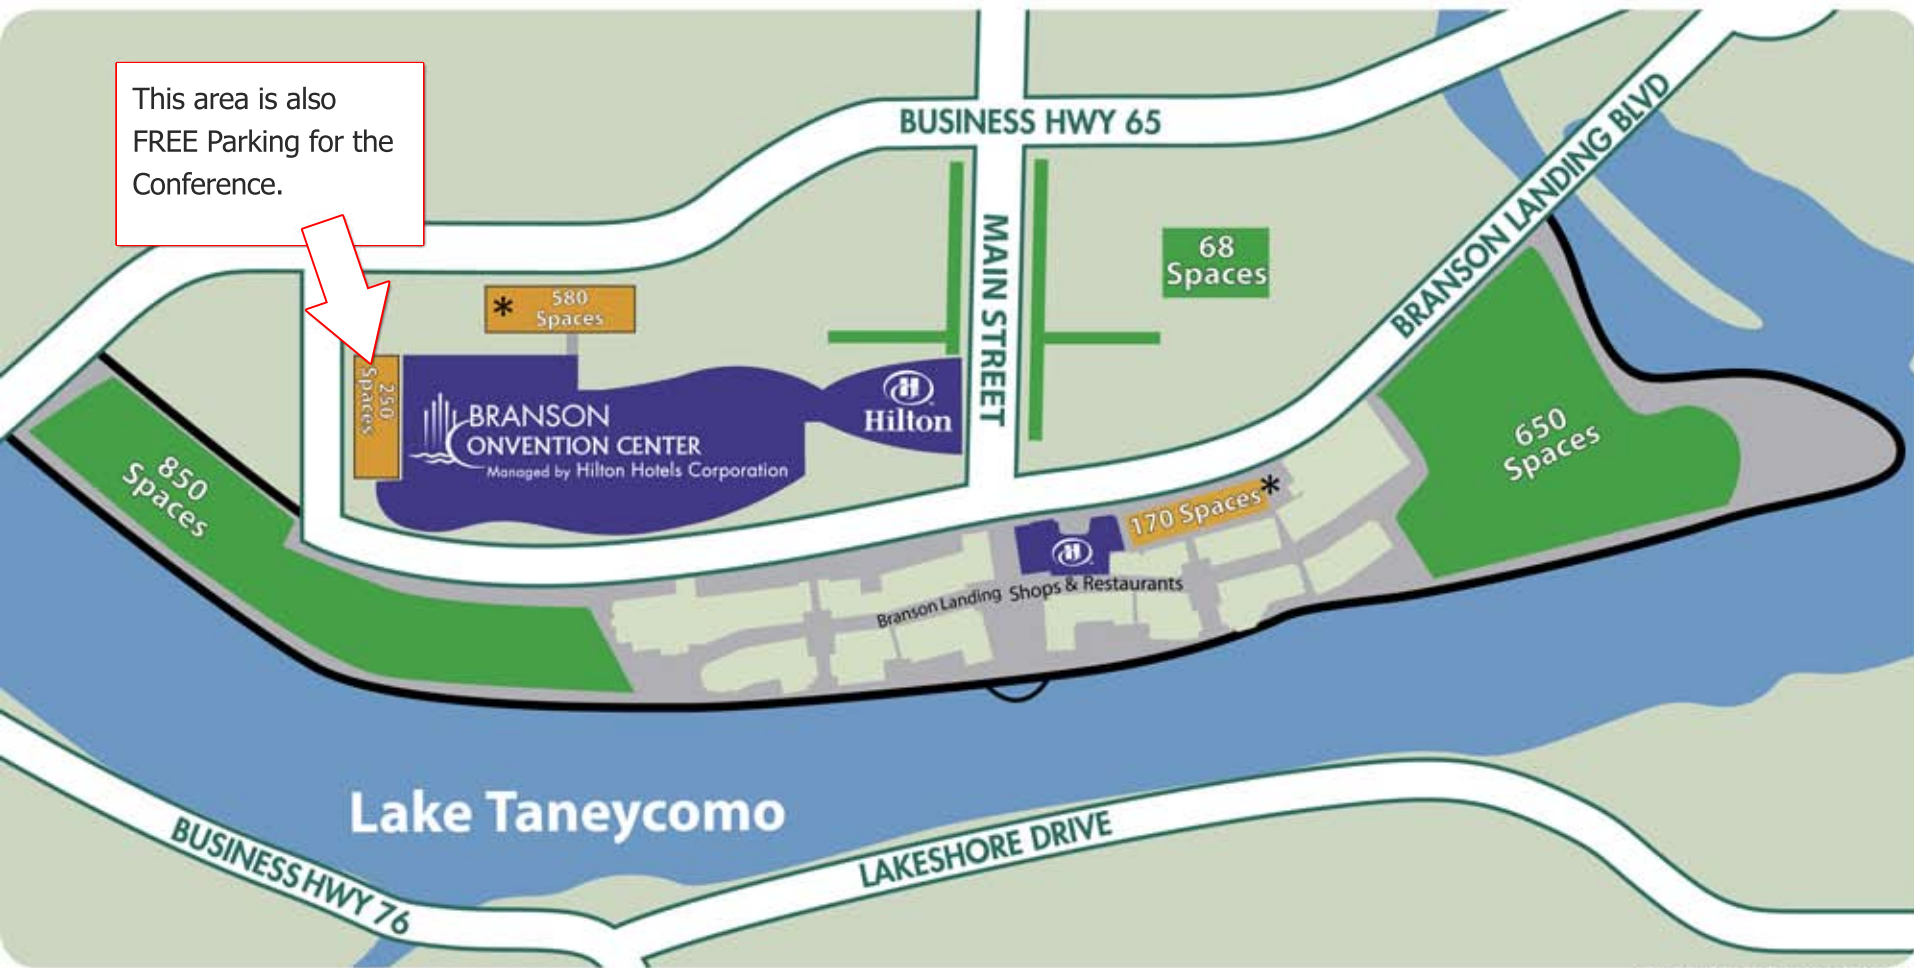 This area is also
FREE Parking for the
Conference.
BUSINESS HWY 65
BRANSON LANDING BLVD
MAIN STREET
68
Spaces
* 580
Spaces
250
Spaces
BRANSON
ONVENTION CENTER
Managed by Hilton Hotels Corporation
H
Hilton
650
Spaces
850
Spaces
170 Spaces*
H
Branson Landing Shops & Restaurants
Lake Taneycomo
BUSINESS HWY 76
LAKESHORE DRIVE